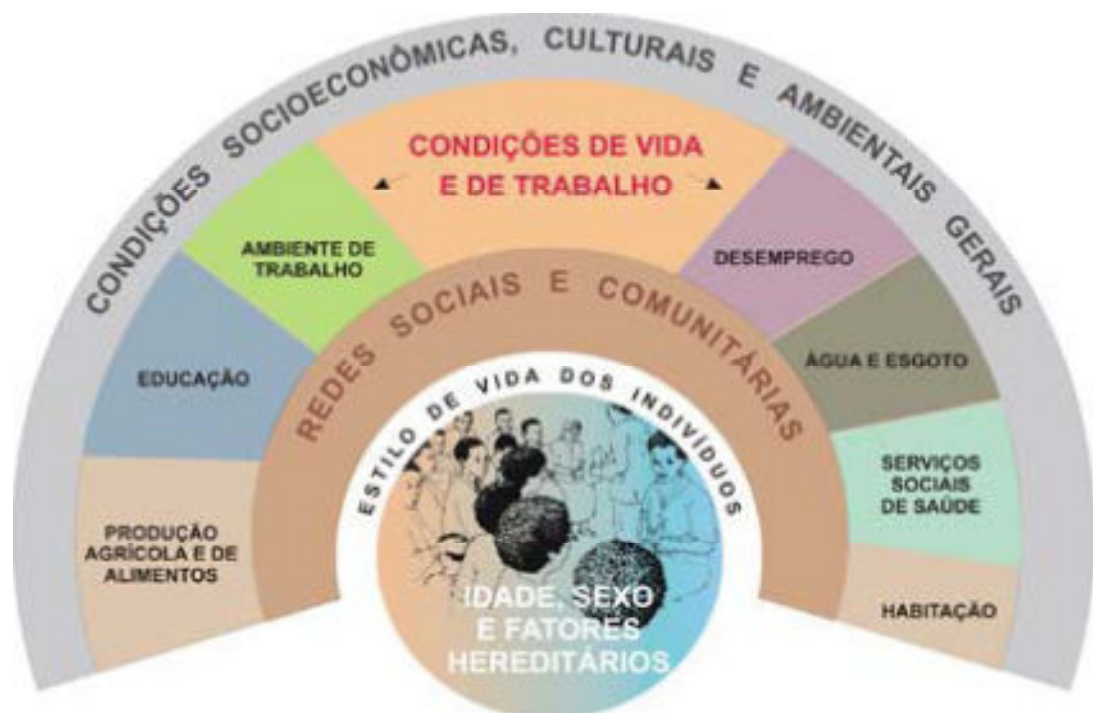 CONDIÇÕES SOCIOECONÔMICAS, CULTURAIS E AMBIENTAIS GERAIS
CONDIÇÕES DE VIDA
E DE TRABALHO
AMBIENTE DE
TRABALHO
DESEMPREGO
EDUCAÇÃO
ÁGUA E ESGOTO
PRODUÇÃO
AGRÍCOLA E DE
ALIMENTOS
SERVIÇOS
SOCIAIS
DE SAÚDE
HABITAÇÃO
REDES SOCIAIS E COMUNITÁRIAS
ESTILO DE VIDA DOS INDIVÍDUOS
IDADE, SEXO
E FATORES
HEREDITÁRIOS